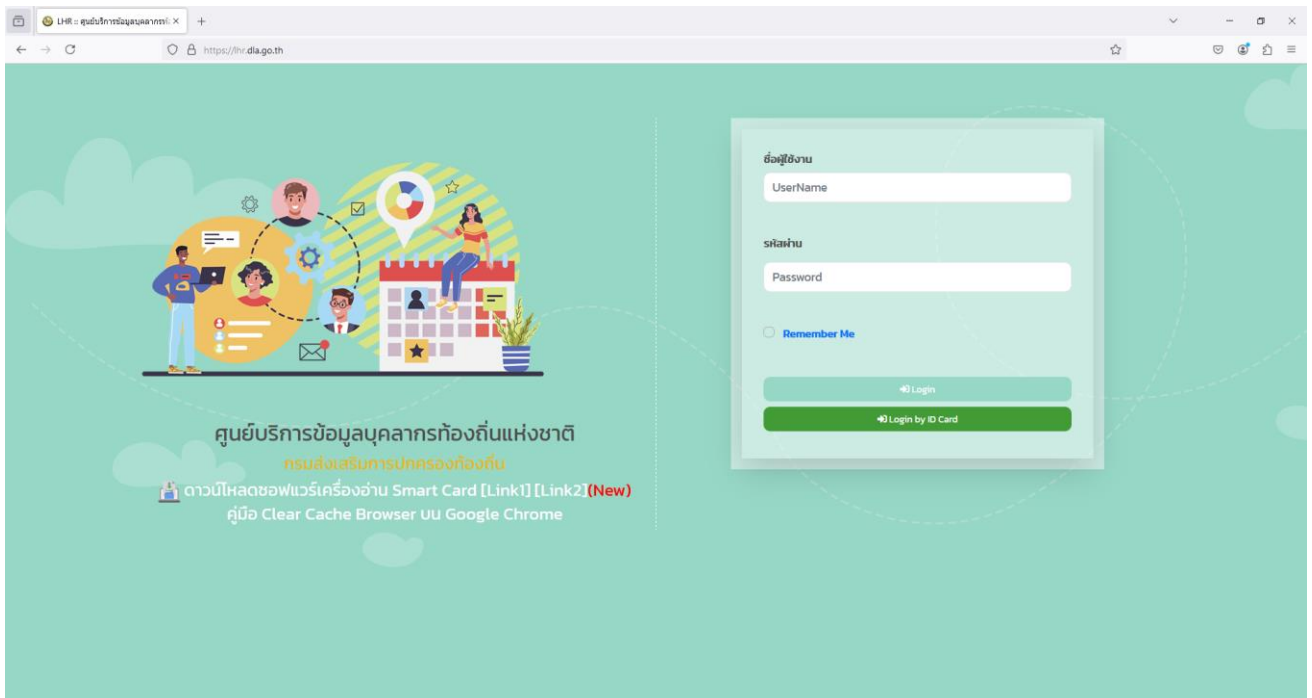 LHR :: ศูนย์บริการข้อมูลบุคลากรท้
https://lhr.dla.go.th
ชื่อผู้ใช้งาน
UserName
รหัสผ่าน
Password
Remember Me
Login
Login by ID Card
ศูนย์บริการข้อมูลบุคลากรท้องถิ่นแห่งชาติ
กรมส่งเสริมการปกครองท้องถิ่น
ดาวน์โหลดซอฟแวร์เครื่องอ่าน Smart Card [Link1] [Link2](New)
คู่มือ Clear Cache Browser บน Google Chrome